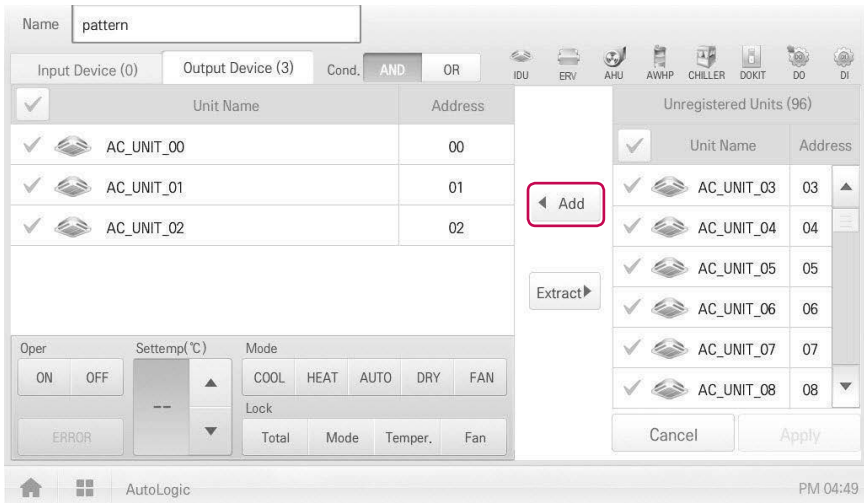 Name pattern
Input Device (0) Output Device (3) Cond. AND OR IDU ERV AHU AWHP CHILLER DOKIT DO DI
Unit Name Address
AC_UNIT_00 00
AC_UNIT_01 01
AC_UNIT_02 02
Add
Extract
Unregistered Units (96)
Unit Name Address
AC_UNIT_03 03
AC_UNIT_04 04
AC_UNIT_05 05
AC_UNIT_06 06
AC_UNIT_07 07
AC_UNIT_08 08
Oper Settemp(℃) Mode
ON OFF -- COOL HEAT AUTO DRY FAN
Lock
ERROR Total Mode Temper. Fan
Cancel Apply
AutoLogic PM 04:49